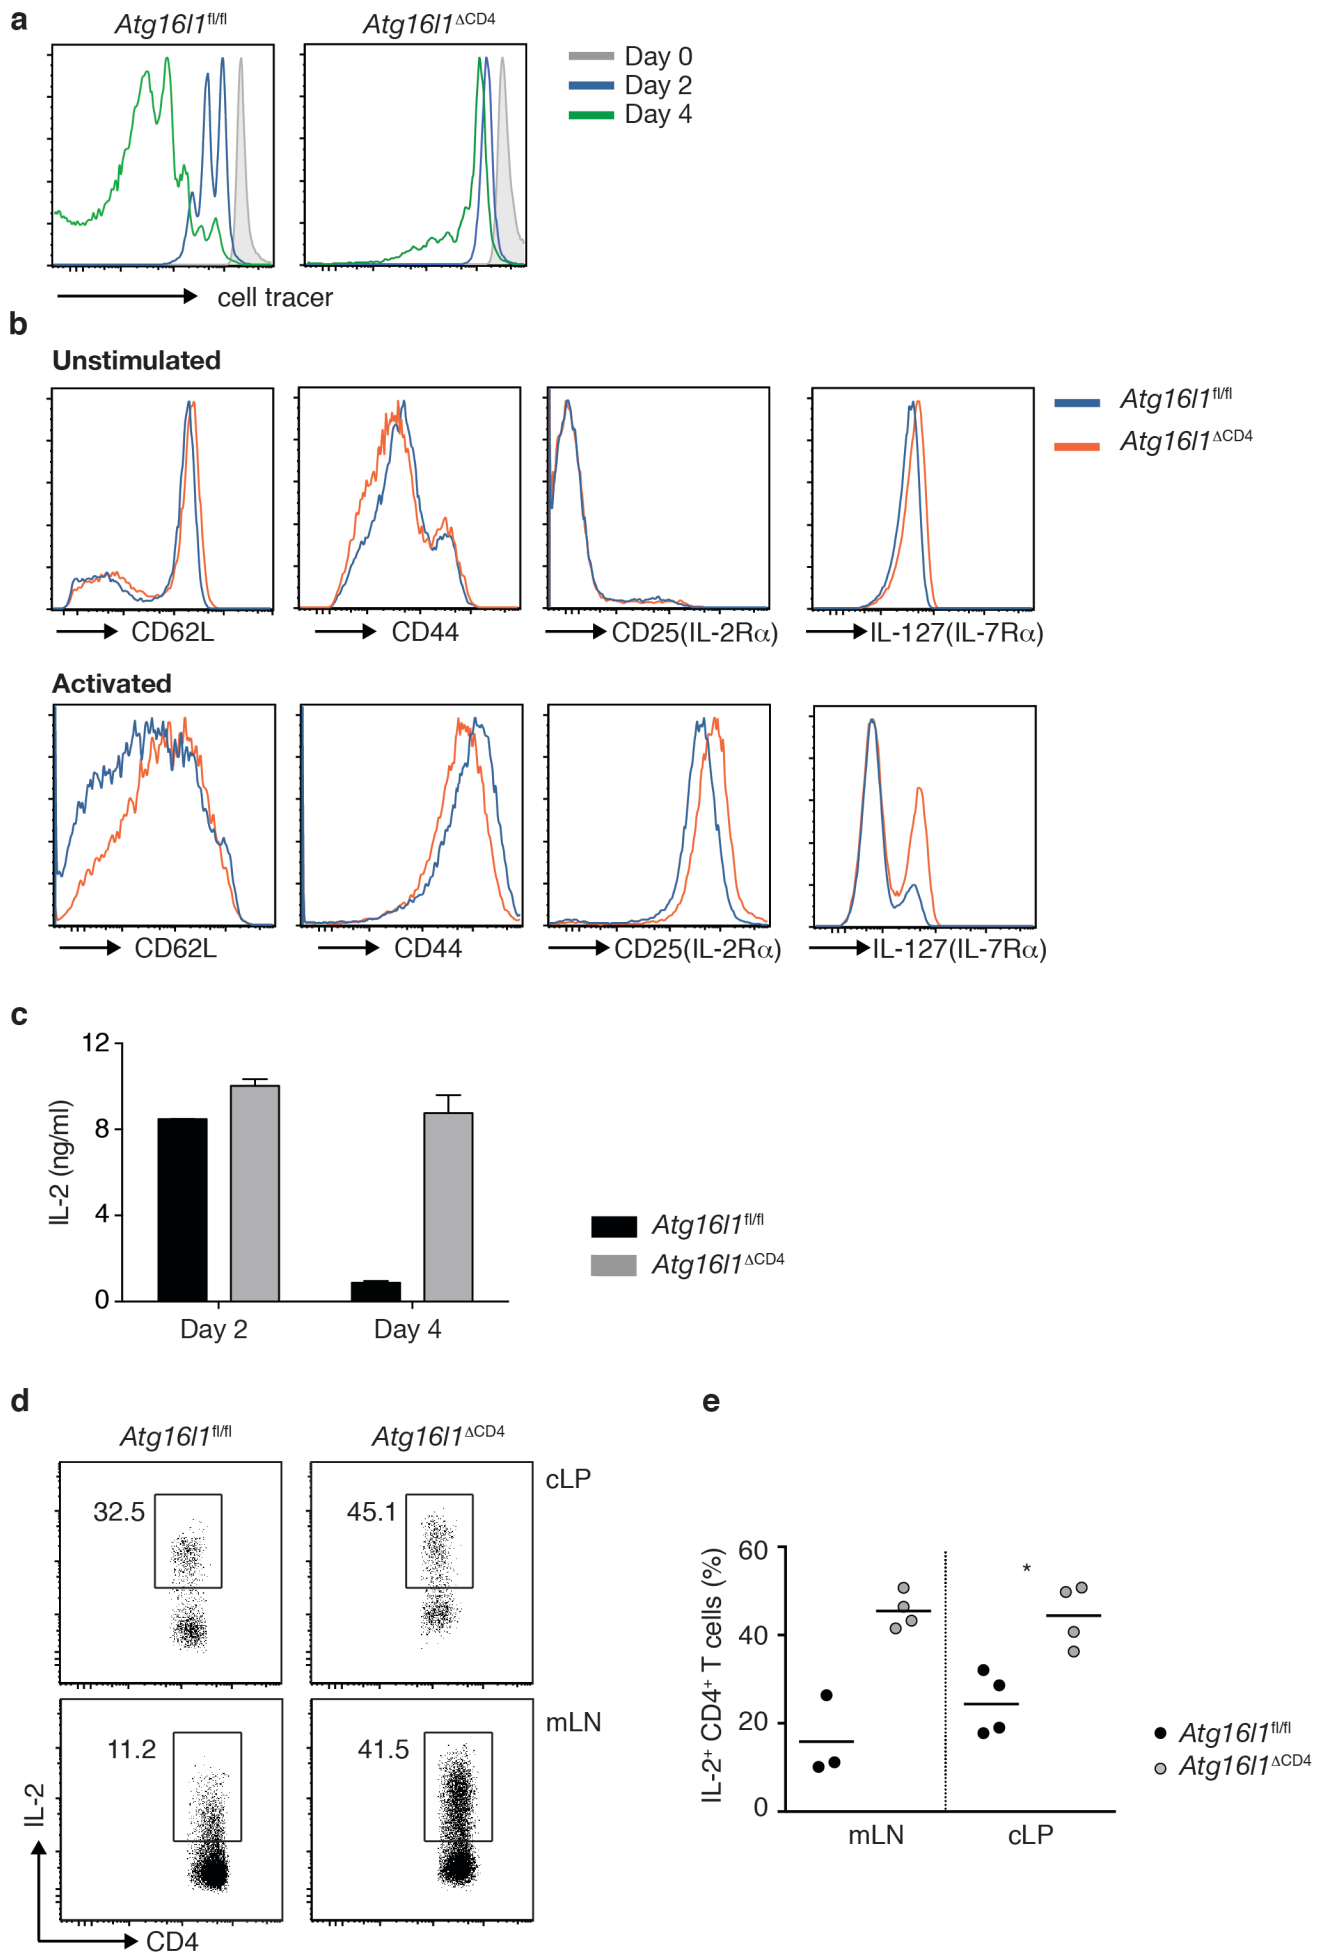 a
Atg16l1fl/fl
Atg16l1ΔCD4
Day 0
Day 2
Day 4
cell tracer
b
Unstimulated
Atg16l1fl/fl
Atg16l1ΔCD4
CD62L
CD44
CD25(IL-2Rα)
IL-127(IL-7Rα)
Activated
CD62L
CD44
CD25(IL-2Rα)
IL-127(IL-7Rα)
c
12
8
4
0
IL-2 (ng/ml)
Day 2
Day 4
Atg16l1fl/fl
Atg16l1ΔCD4
d
Atg16l1fl/fl
Atg16l1ΔCD4
cLP
32.5
45.1
mLN
11.2
41.5
IL-2
CD4
e
60
40
20
0
IL-2+ CD4+ T cells (%)
*
mLN
cLP
Atg16l1fl/fl
Atg16l1ΔCD4